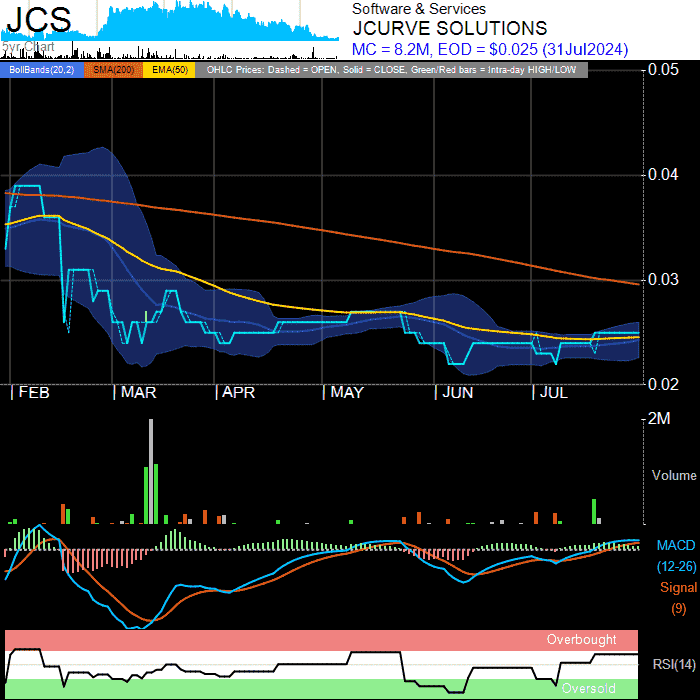 JCS
Software & Services
JCURVE SOLUTIONS
5yr Chart
MC = 8.2M, EOD = $0.025 (31Jul2024)
BollBands(20,2) SMA(200) EMA(50) OHLC Prices: Dashed = OPEN, Solid = CLOSE, Green/Red bars = Intra-day HIGH/LOW
0.05
0.04
0.03
0.02
FEB MAR APR MAY JUN JUL
2M
Volume
MACD
(12-26)
Signal
(9)
Overbought
RSI(14)
Oversold